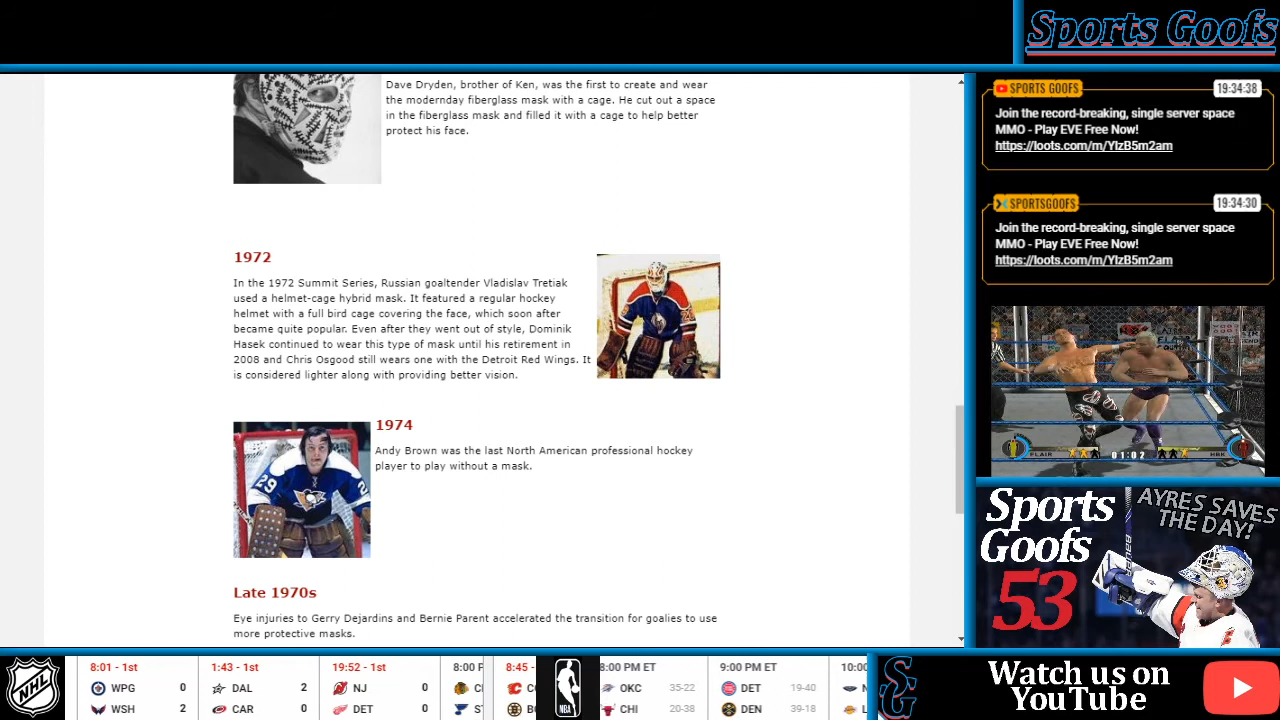 Sports Goofs
Dave Dryden, brother of Ken, was the first to create and wear
the modernday fiberglass mask with a cage. He cut out a space
in the fiberglass mask and filled it with a cage to help better
protect his face.
1972
In the 1972 Summit Series, Russian goaltender Vladislav Tretiak
used a helmet-cage hybrid mask. It featured a regular hockey
helmet with a full bird cage covering the face, which soon after
became quite popular. Even after they went out of style, Dominik
Hasek continued to wear this type of mask until his retirement in
2008 and Chris Osgood still wears one with the Detroit Red Wings. It
is considered lighter along with providing better vision.
1974
Andy Brown was the last North American professional hockey
player to play without a mask.
29
Late 1970s
Eye injuries to Gerry Dejardins and Bernie Parent accelerated the transition for goalies to use
more protective masks.
SPORTS GOOFS
19:34:38
Join the record-breaking, single server space
MMO - Play EVE Free Now!
https://loots.com/m/YIzB5m2am
SPORTSGOOFS
19:34:30
Join the record-breaking, single server space
MMO - Play EVE Free Now!
https://loots.com/m/YIzB5m2am
FLAIR
01:02
HBK
Sports
Goofs
53
AYRES SAVES
THE DAY!
BAUER
NHL
8:01 - 1st
WPG 0
WSH 2
1:43 - 1st
DAL 2
CAR 0
19:52 - 1st
NJ 0
DET 0
8:00 P
8:45 -
NBA
8:00 PM ET
OKC 35-22
CHI 20-38
9:00 PM ET
DET 19-40
DEN 39-18
10:00
Watch us on
YouTube